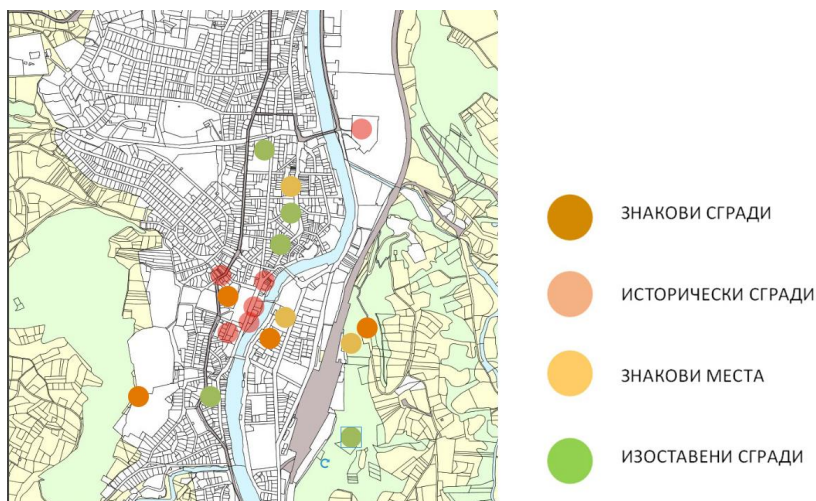 ЗНАКОВИ СГРАДИ
ИСТОРИЧЕСКИ СГРАДИ
ЗНАКОВИ МЕСТА
ИЗОСТАВЕНИ СГРАДИ